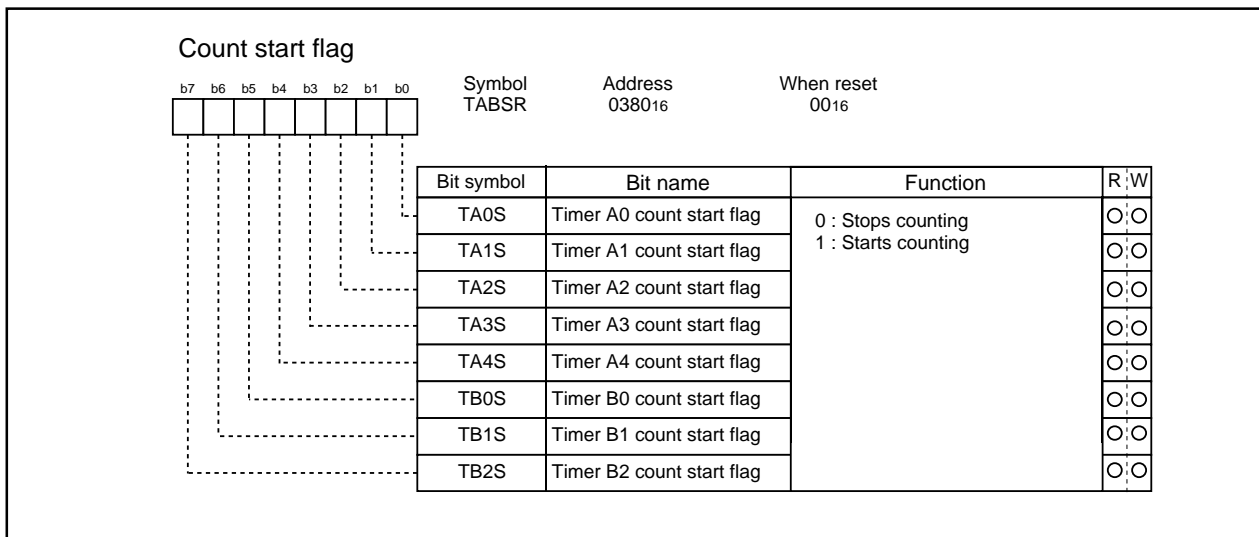 Count start flag
b7 b6 b5 b4 b3 b2 b1 b0
Symbol Address When reset
TABSR 038016 0016
Bit symbol Bit name Function R W
TA0S Timer A0 count start flag 0 : Stops counting
1 : Starts counting
TA1S Timer A1 count start flag
TA2S Timer A2 count start flag
TA3S Timer A3 count start flag
TA4S Timer A4 count start flag
TB0S Timer B0 count start flag
TB1S Timer B1 count start flag
TB2S Timer B2 count start flag